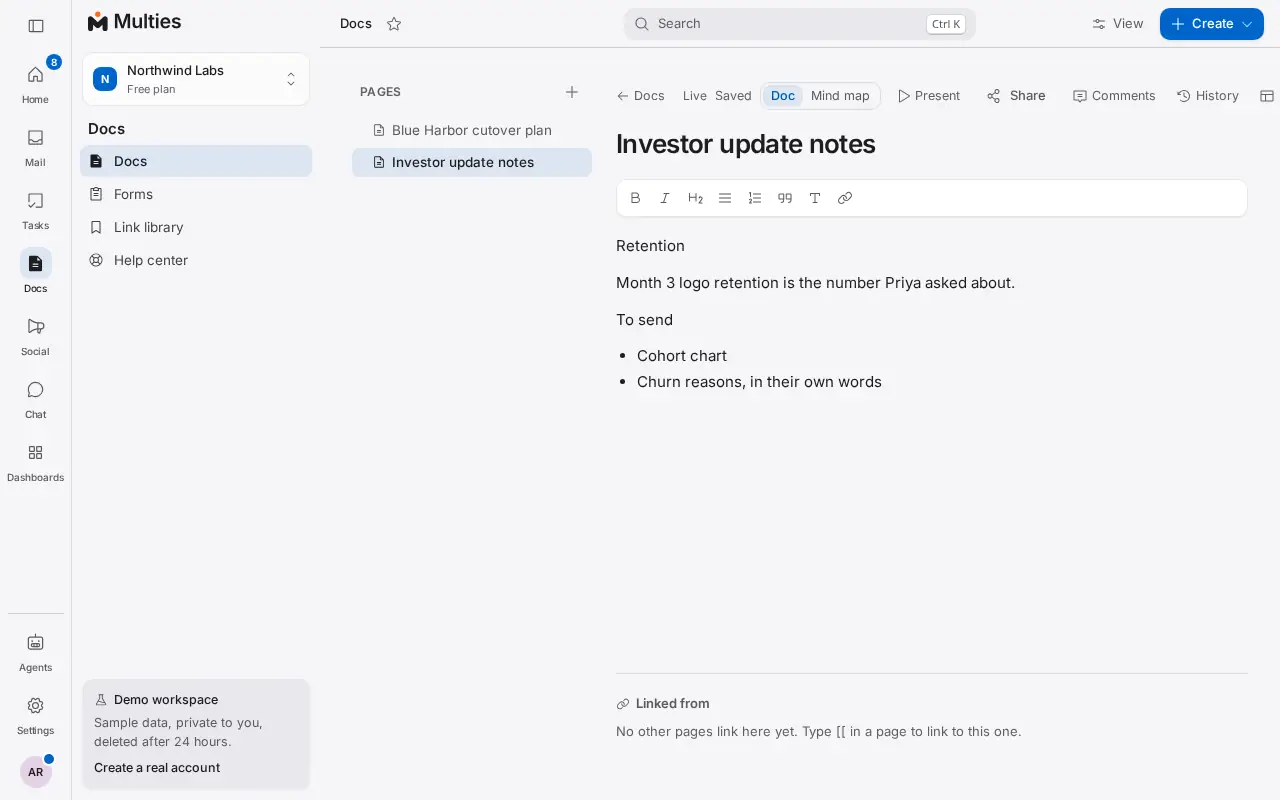 Multies
Docs
Search
Ctrl K
View
Create
8
Home
Mail
Tasks
Docs
Social
Chat
Dashboards
Agents
Settings
AR
N
Northwind Labs
Free plan
Docs
Docs
Forms
Link library
Help center
Demo workspace
Sample data, private to you,
deleted after 24 hours.
Create a real account
PAGES
Blue Harbor cutover plan
Investor update notes
Docs
Live Saved
Doc
Mind map
Present
Share
Comments
History
Investor update notes
B I H2 T
Retention
Month 3 logo retention is the number Priya asked about.
To send
• Cohort chart
• Churn reasons, in their own words
Linked from
No other pages link here yet. Type [[ in a page to link to this one.